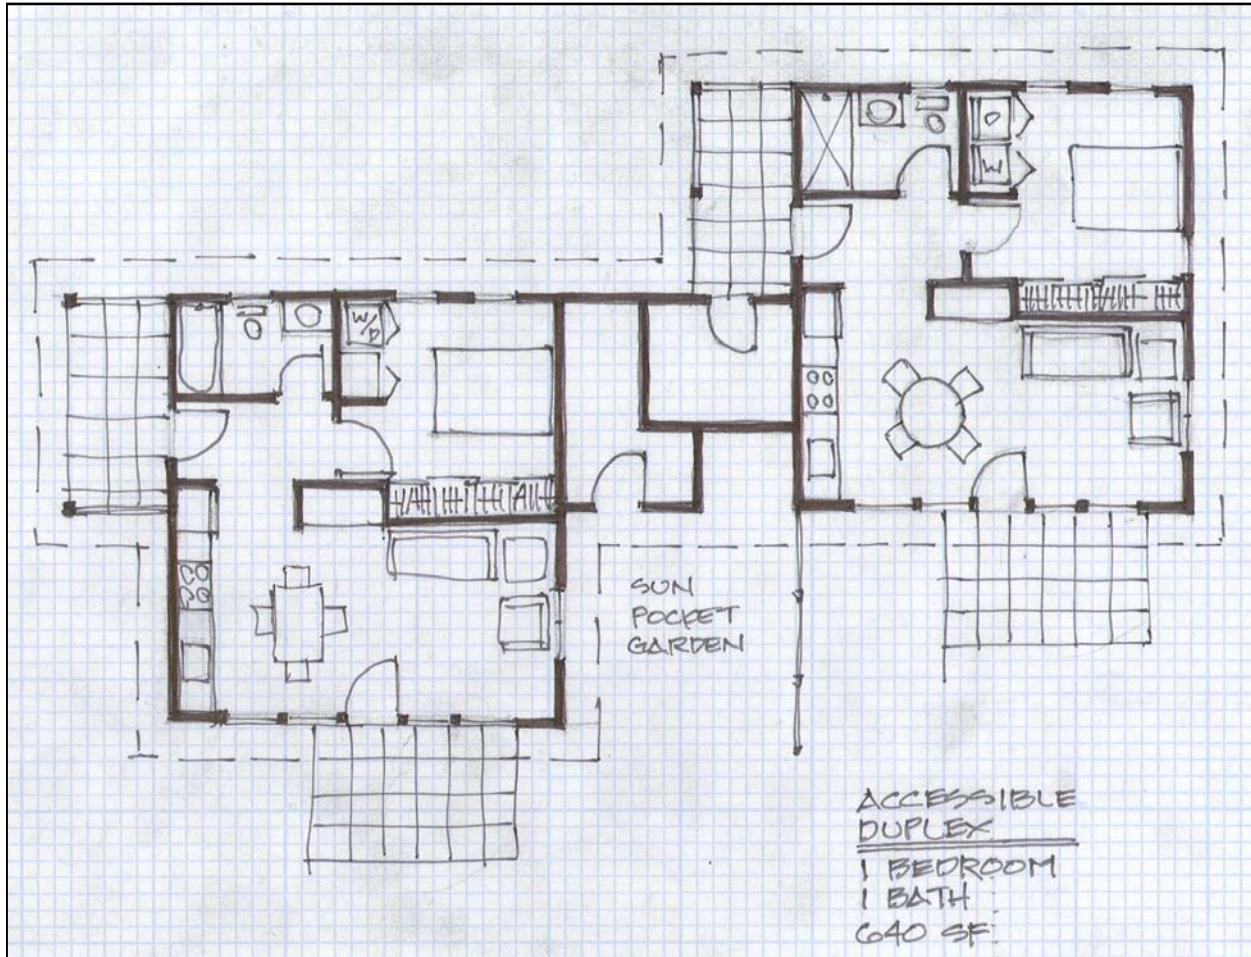 D
W
W/D
SUN
POCKET
GARDEN
ACCESSIBLE
DUPLEX
1 BEDROOM
1 BATH
640 SF.